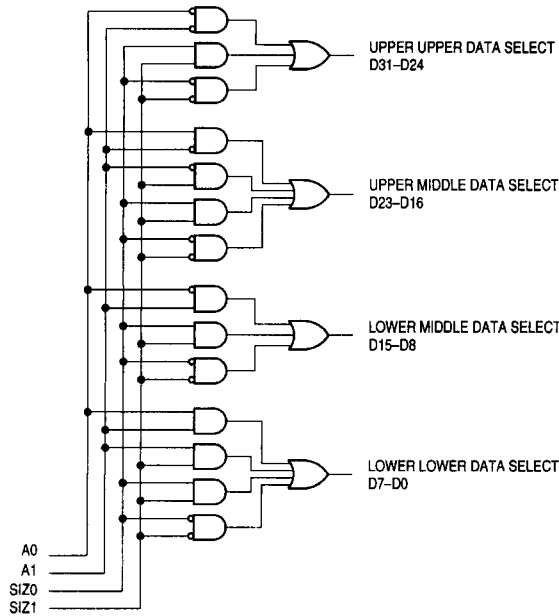 UPPER UPPER DATA SELECT
D31–D24
UPPER MIDDLE DATA SELECT
D23–D16
LOWER MIDDLE DATA SELECT
D15–D8
LOWER LOWER DATA SELECT
D7–D0
A0
A1
SIZ0
SIZ1